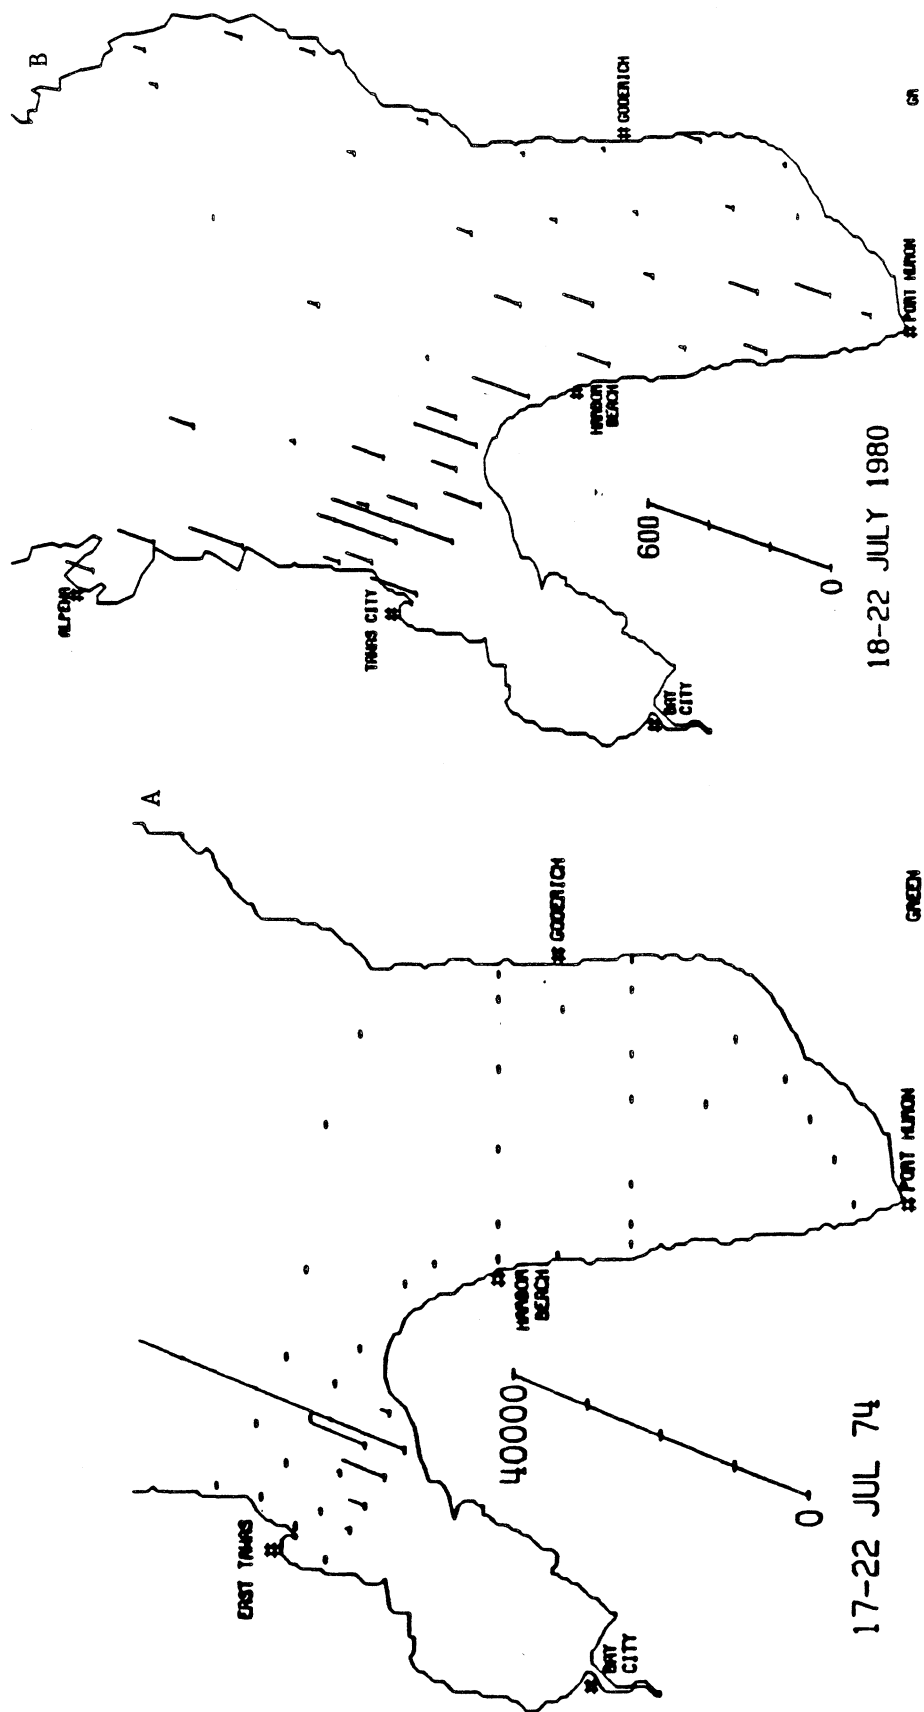 B
ALPENA
#
TAWAS CITY
#
# GODERICH
#
HARBOR
BEACH
#
BAY
CITY
# PORT HURON
600
0
18-22 JULY 1980
GR
A
EAST TAWAS
#
# GODERICH
#
HARBOR
BEACH
#
BAY
CITY
# PORT HURON
40000
0
17-22 JUL 74
GREEN